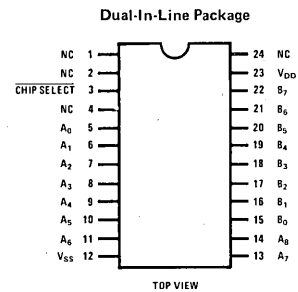 Dual-In-Line Package
NC 1 24 NC
NC 2 23 VDD
CHIP SELECT 3 22 B7
NC 4 21 B6
A0 5 20 B5
A1 6 19 B4
A2 7 18 B3
A3 8 17 B2
A4 9 16 B1
A5 10 15 B0
A6 11 14 A8
VSS 12 13 A7
TOP VIEW